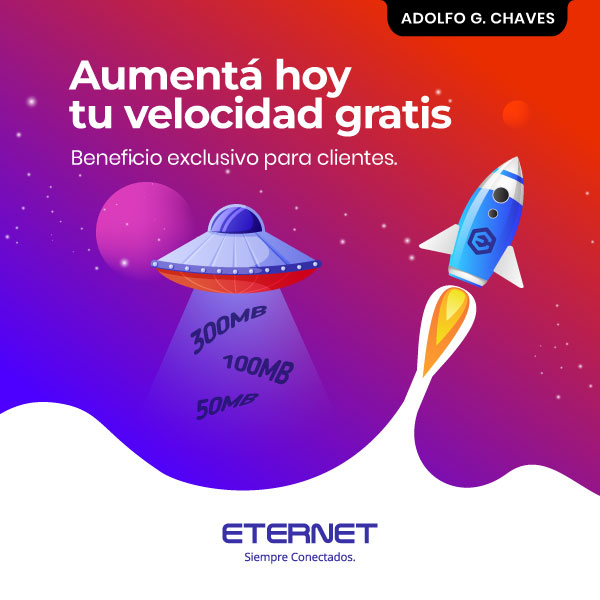 ADOLFO G. CHAVES
Aumentá hoy
tu velocidad gratis
Beneficio exclusivo para clientes.
300MB
100MB
50MB
ETERNET
Siempre Conectados.